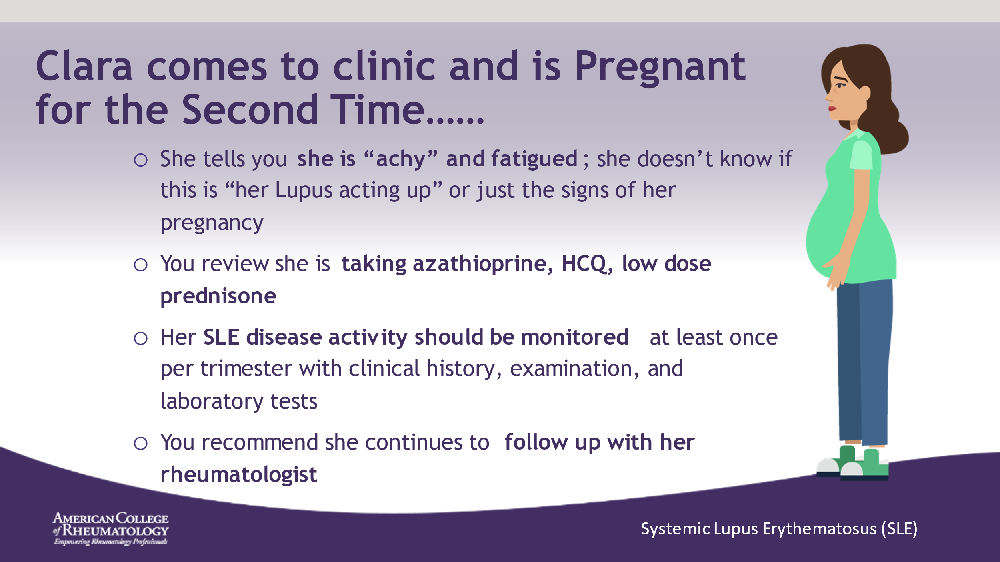 Clara comes to clinic and is Pregnant
for the Second Time......
○ She tells you she is “achy” and fatigued; she doesn’t know if
this is “her Lupus acting up” or just the signs of her
pregnancy
○ You review she is taking azathioprine, HCQ, low dose
prednisone
○ Her SLE disease activity should be monitored at least once
per trimester with clinical history, examination, and
laboratory tests
○ You recommend she continues to follow up with her
rheumatologist
AMERICAN COLLEGE
of RHEUMATOLOGY
Empowering Rheumatology Professionals
Systemic Lupus Erythematosus (SLE)